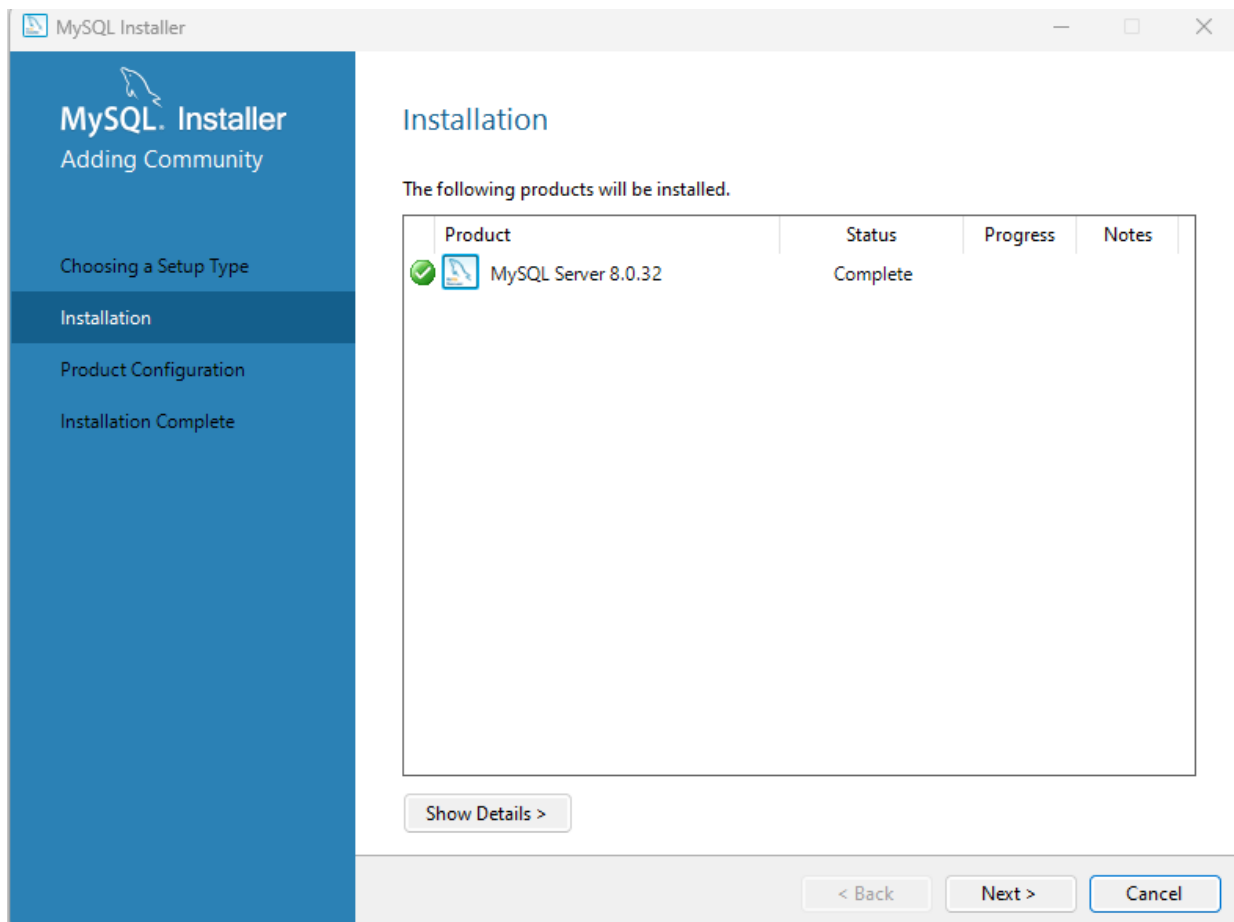 MySQL Installer
MySQL. Installer
Adding Community
Choosing a Setup Type
Installation
Product Configuration
Installation Complete
Installation
The following products will be installed.
Product Status Progress Notes
MySQL Server 8.0.32 Complete
Show Details >
< Back Next > Cancel